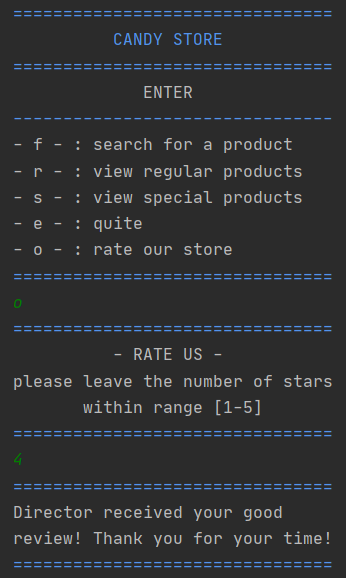 ================================
CANDY STORE
================================
ENTER
--------------------------------
- f - : search for a product
- r - : view regular products
- s - : view special products
- e - : quite
- o - : rate our store
================================
o
================================
- RATE US -
please leave the number of stars
within range [1-5]
================================
4
================================
Director received your good
review! Thank you for your time!
================================